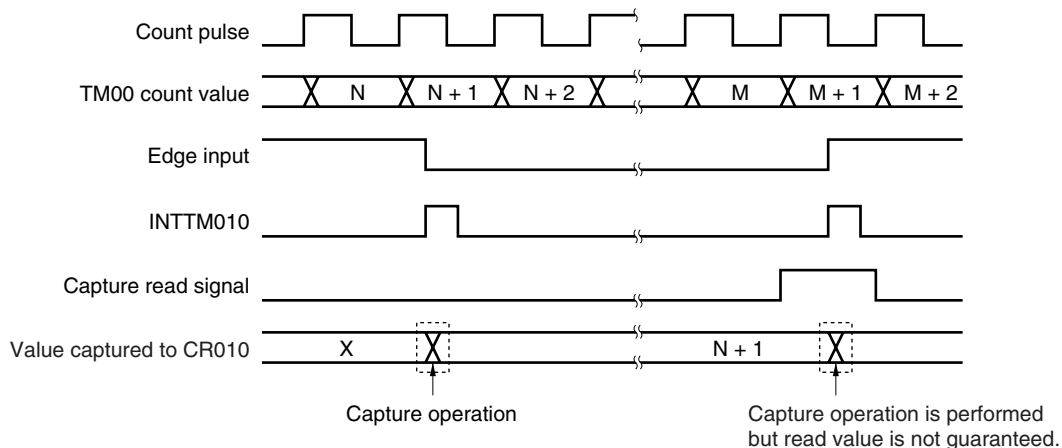 Count pulse
TM00 count value
N
N + 1
N + 2
M
M + 1
M + 2
Edge input
INTTM010
Capture read signal
Value captured to CR010
X
N + 1
Capture operation
Capture operation is performed
but read value is not guaranteed.